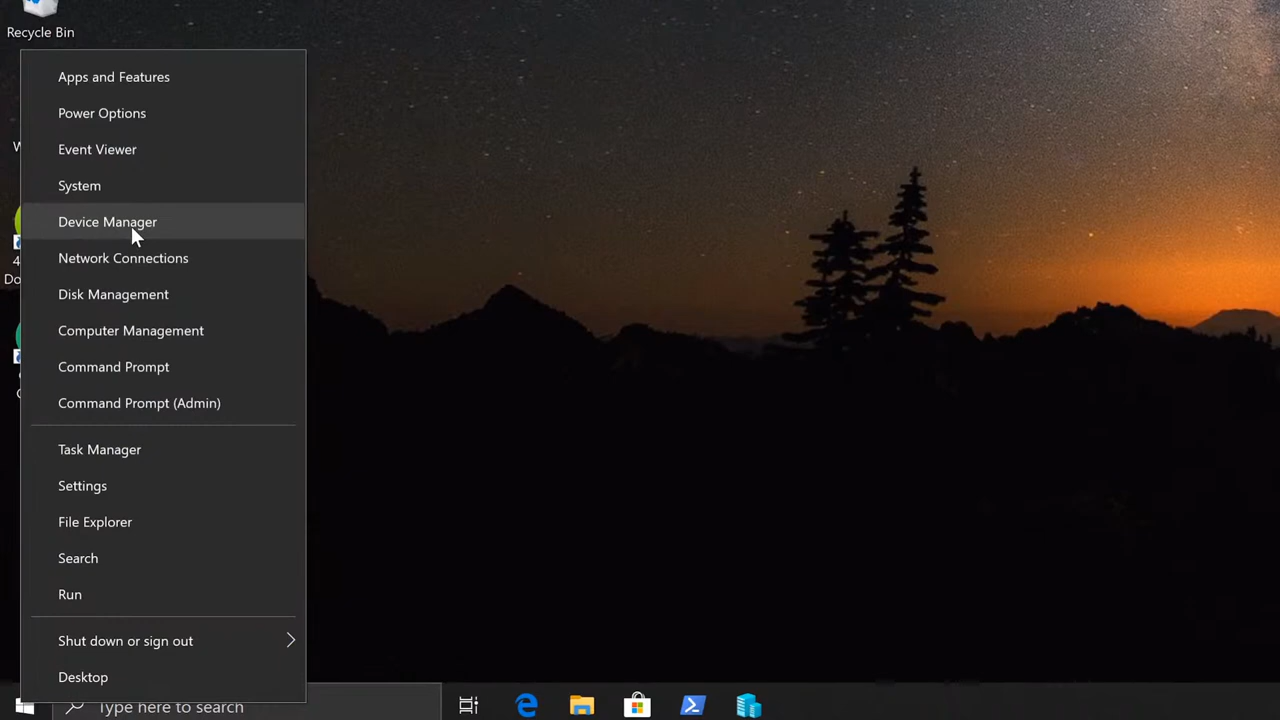 Recycle Bin
Apps and Features
Power Options
Event Viewer
System
Device Manager
Network Connections
Disk Management
Computer Management
Command Prompt
Command Prompt (Admin)
Task Manager
Settings
File Explorer
Search
Run
Shut down or sign out
Desktop
Type here to search